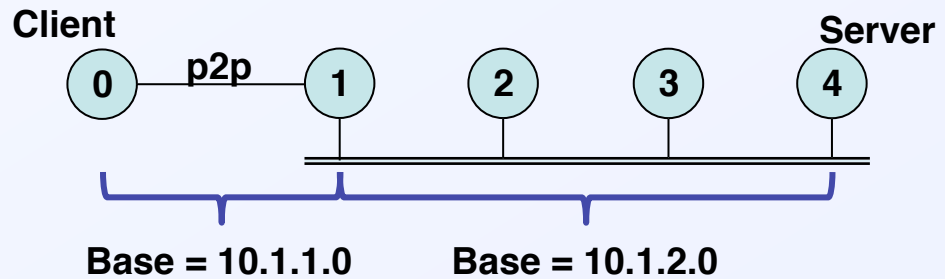 Client
Server
0 p2p 1 2 3 4
Base = 10.1.1.0 Base = 10.1.2.0